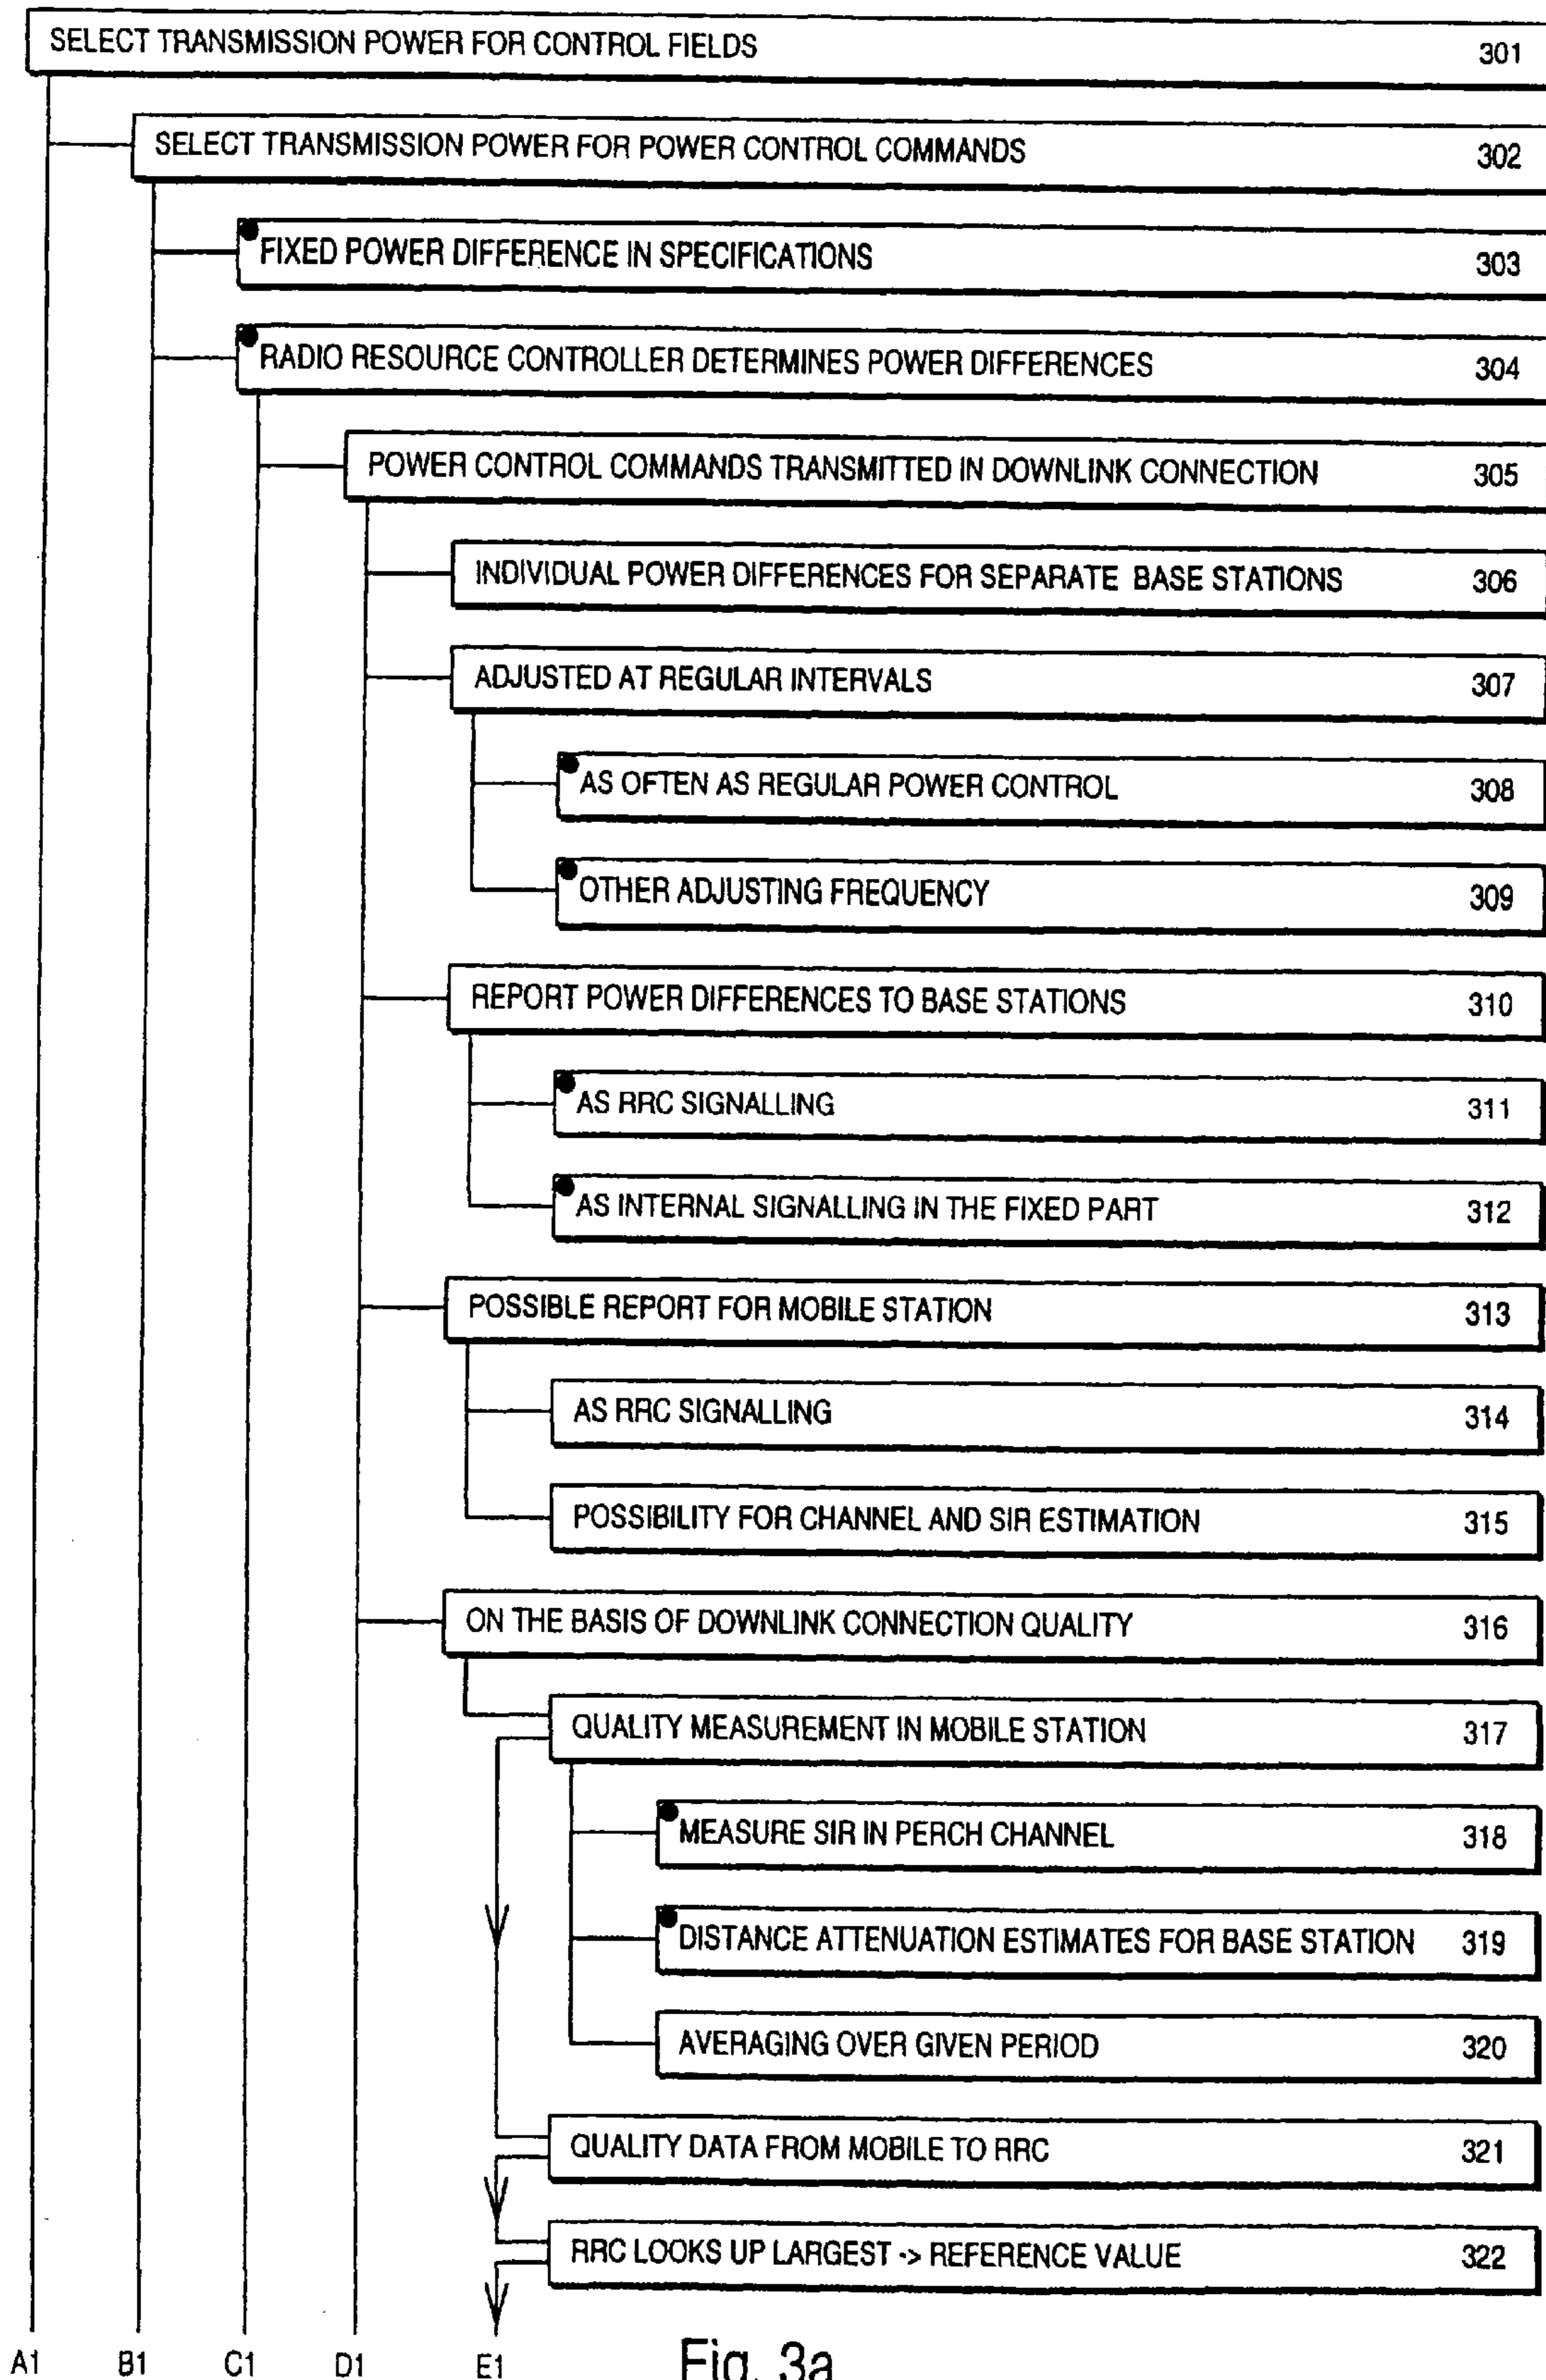 SELECT TRANSMISSION POWER FOR CONTROL FIELDS 301
SELECT TRANSMISSION POWER FOR POWER CONTROL COMMANDS 302
FIXED POWER DIFFERENCE IN SPECIFICATIONS 303
RADIO RESOURCE CONTROLLER DETERMINES POWER DIFFERENCES 304
POWER CONTROL COMMANDS TRANSMITTED IN DOWNLINK CONNECTION 305
INDIVIDUAL POWER DIFFERENCES FOR SEPARATE BASE STATIONS 306
ADJUSTED AT REGULAR INTERVALS 307
AS OFTEN AS REGULAR POWER CONTROL 308
OTHER ADJUSTING FREQUENCY 309
REPORT POWER DIFFERENCES TO BASE STATIONS 310
AS RRC SIGNALLING 311
AS INTERNAL SIGNALLING IN THE FIXED PART 312
POSSIBLE REPORT FOR MOBILE STATION 313
AS RRC SIGNALLING 314
POSSIBILITY FOR CHANNEL AND SIR ESTIMATION 315
ON THE BASIS OF DOWNLINK CONNECTION QUALITY 316
QUALITY MEASUREMENT IN MOBILE STATION 317
MEASURE SIR IN PERCH CHANNEL 318
DISTANCE ATTENUATION ESTIMATES FOR BASE STATION 319
AVERAGING OVER GIVEN PERIOD 320
QUALITY DATA FROM MOBILE TO RRC 321
RRC LOOKS UP LARGEST -> REFERENCE VALUE 322
A1 B1 C1 D1 E1
Fig. 3a